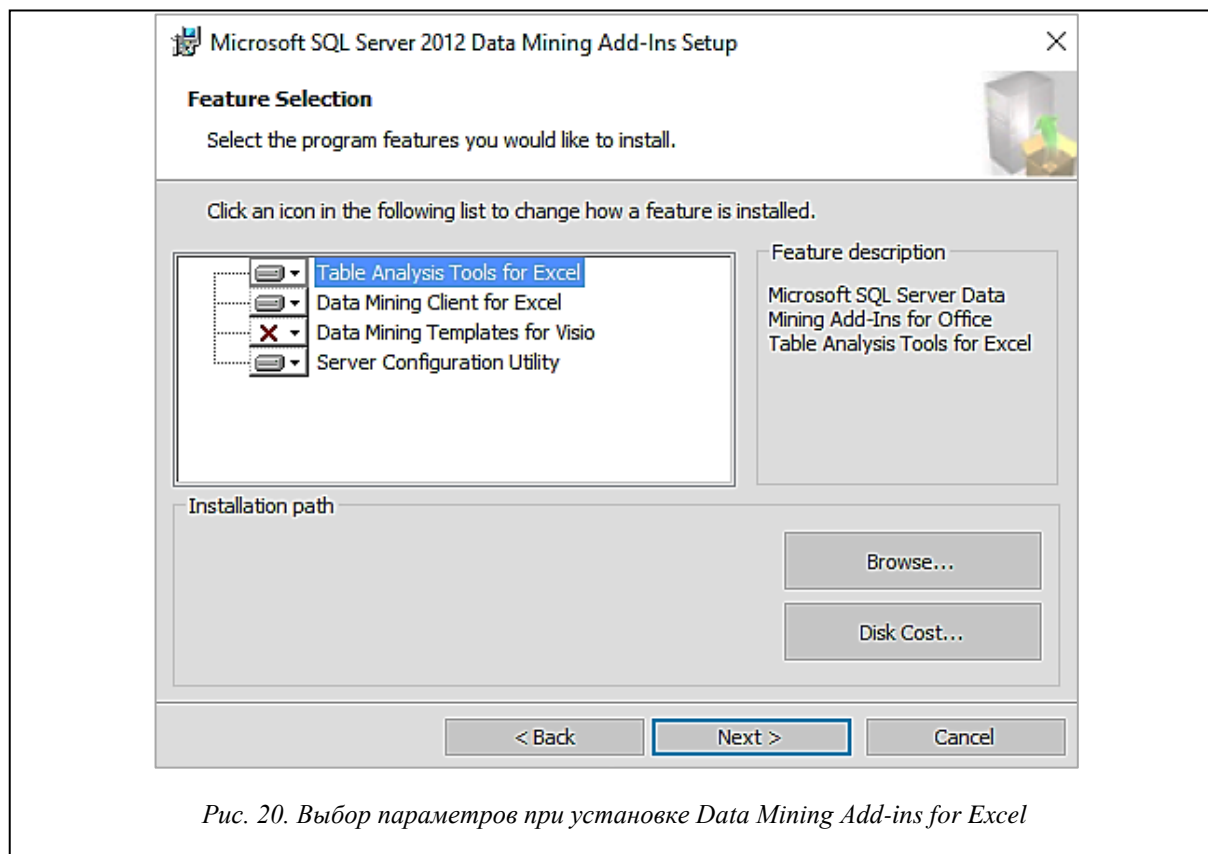 Microsoft SQL Server 2012 Data Mining Add-Ins Setup
Feature Selection
Select the program features you would like to install.
Click an icon in the following list to change how a feature is installed.
Table Analysis Tools for Excel
Data Mining Client for Excel
Data Mining Templates for Visio
Server Configuration Utility
Feature description
Microsoft SQL Server Data
Mining Add-Ins for Office
Table Analysis Tools for Excel
Installation path
Browse...
Disk Cost...
< Back
Next >
Cancel
Рис. 20. Выбор параметров при установке Data Mining Add-ins for Excel